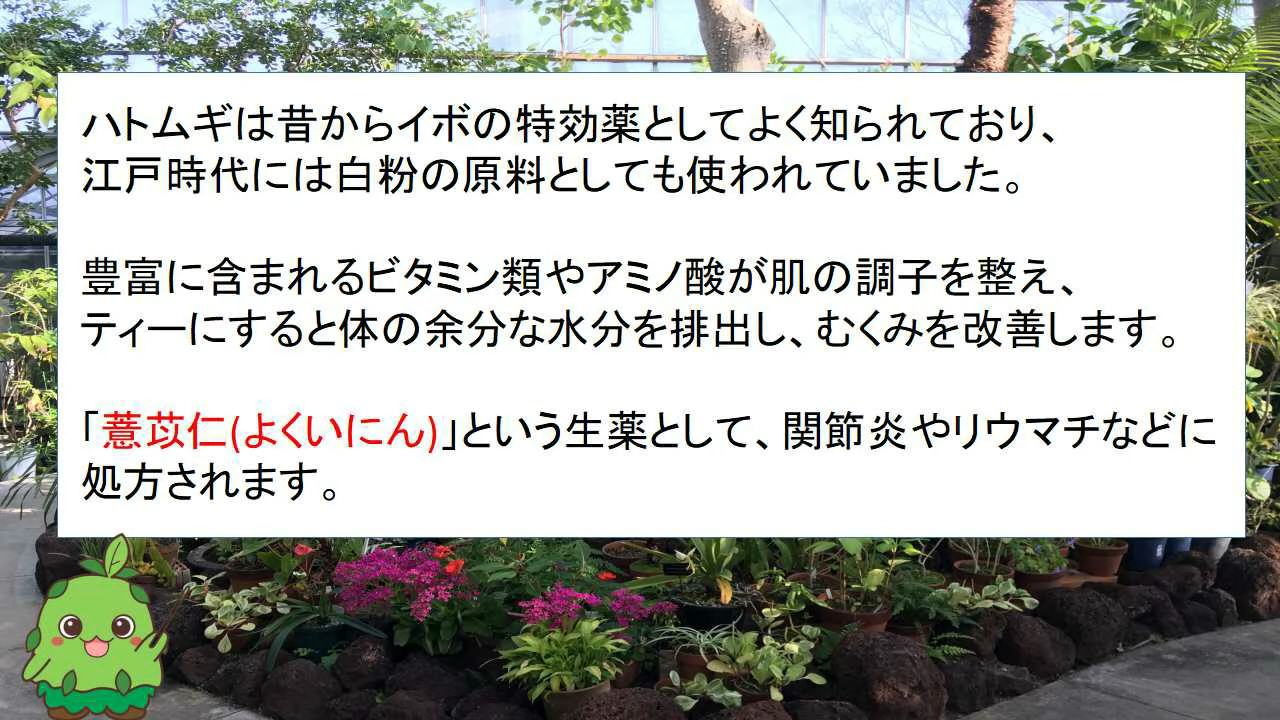 ハトムギは昔からイボの特効薬としてよく知られており、
江戸時代には白粉の原料としても使われていました。
豊富に含まれるビタミン類やアミノ酸が肌の調子を整え、
ティーにすると体の余分な水分を排出し、むくみを改善します。
「薏苡仁(よくいにん)」という生薬として、関節炎やリウマチなどに
処方されます。